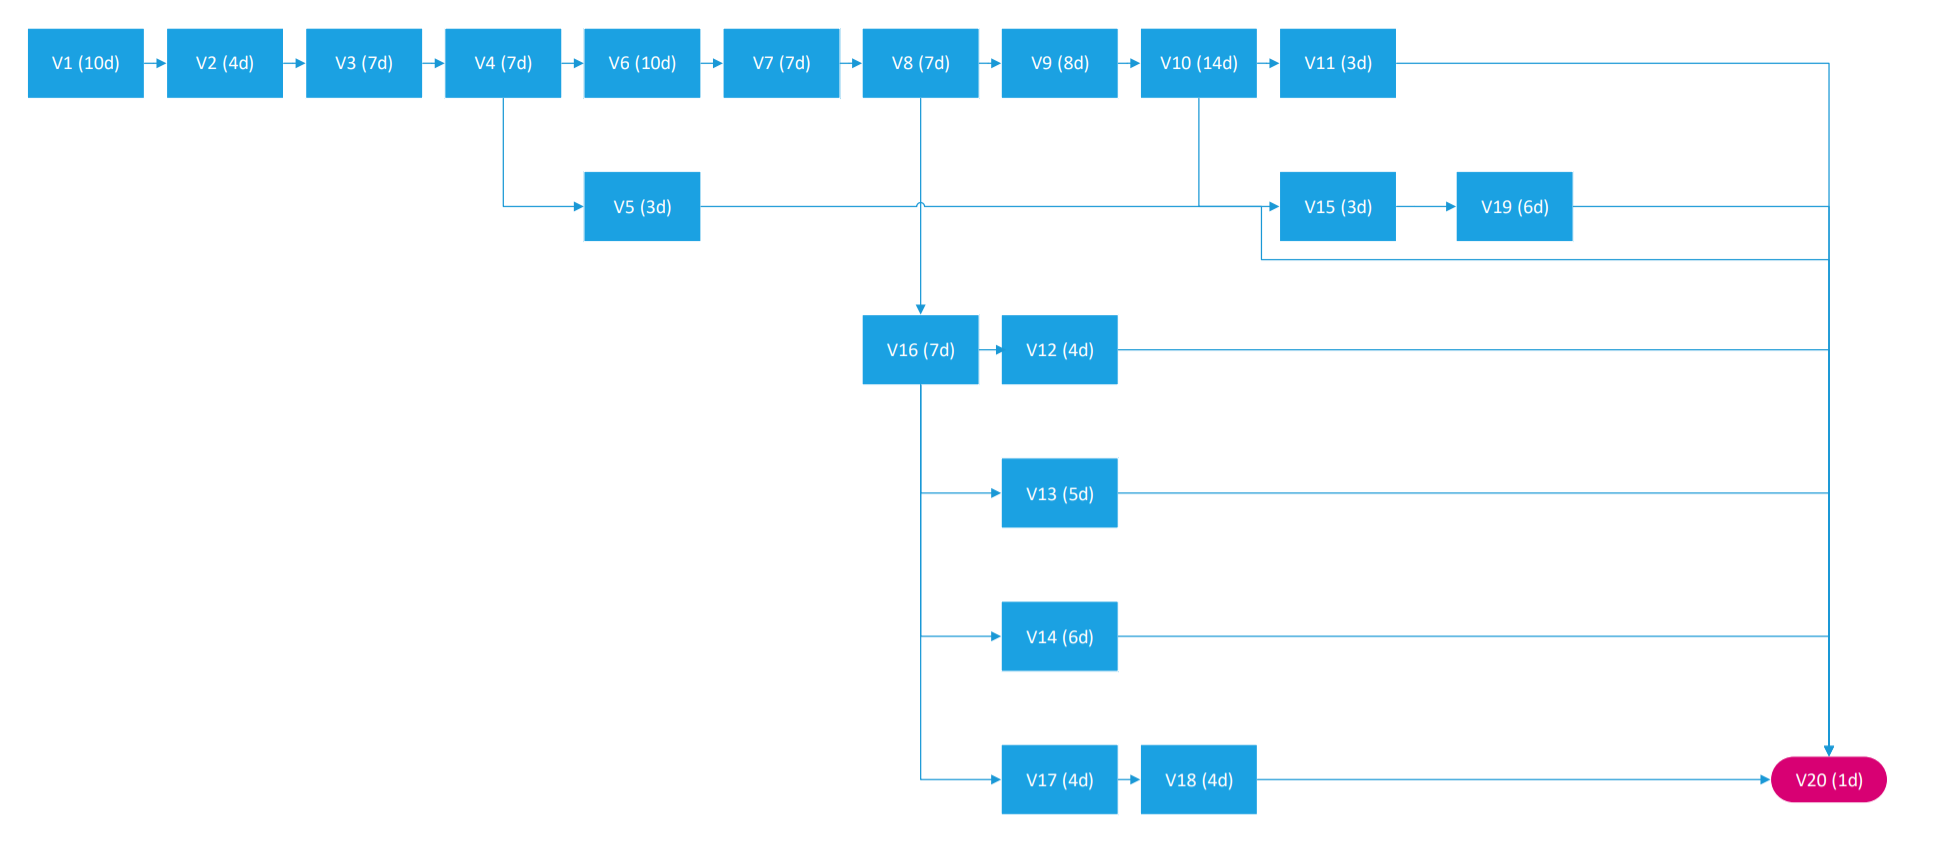 V1 (10d)
V2 (4d)
V3 (7d)
V4 (7d)
V6 (10d)
V7 (7d)
V8 (7d)
V9 (8d)
V10 (14d)
V11 (3d)
V5 (3d)
V15 (3d)
V19 (6d)
V16 (7d)
V12 (4d)
V13 (5d)
V14 (6d)
V17 (4d)
V18 (4d)
V20 (1d)